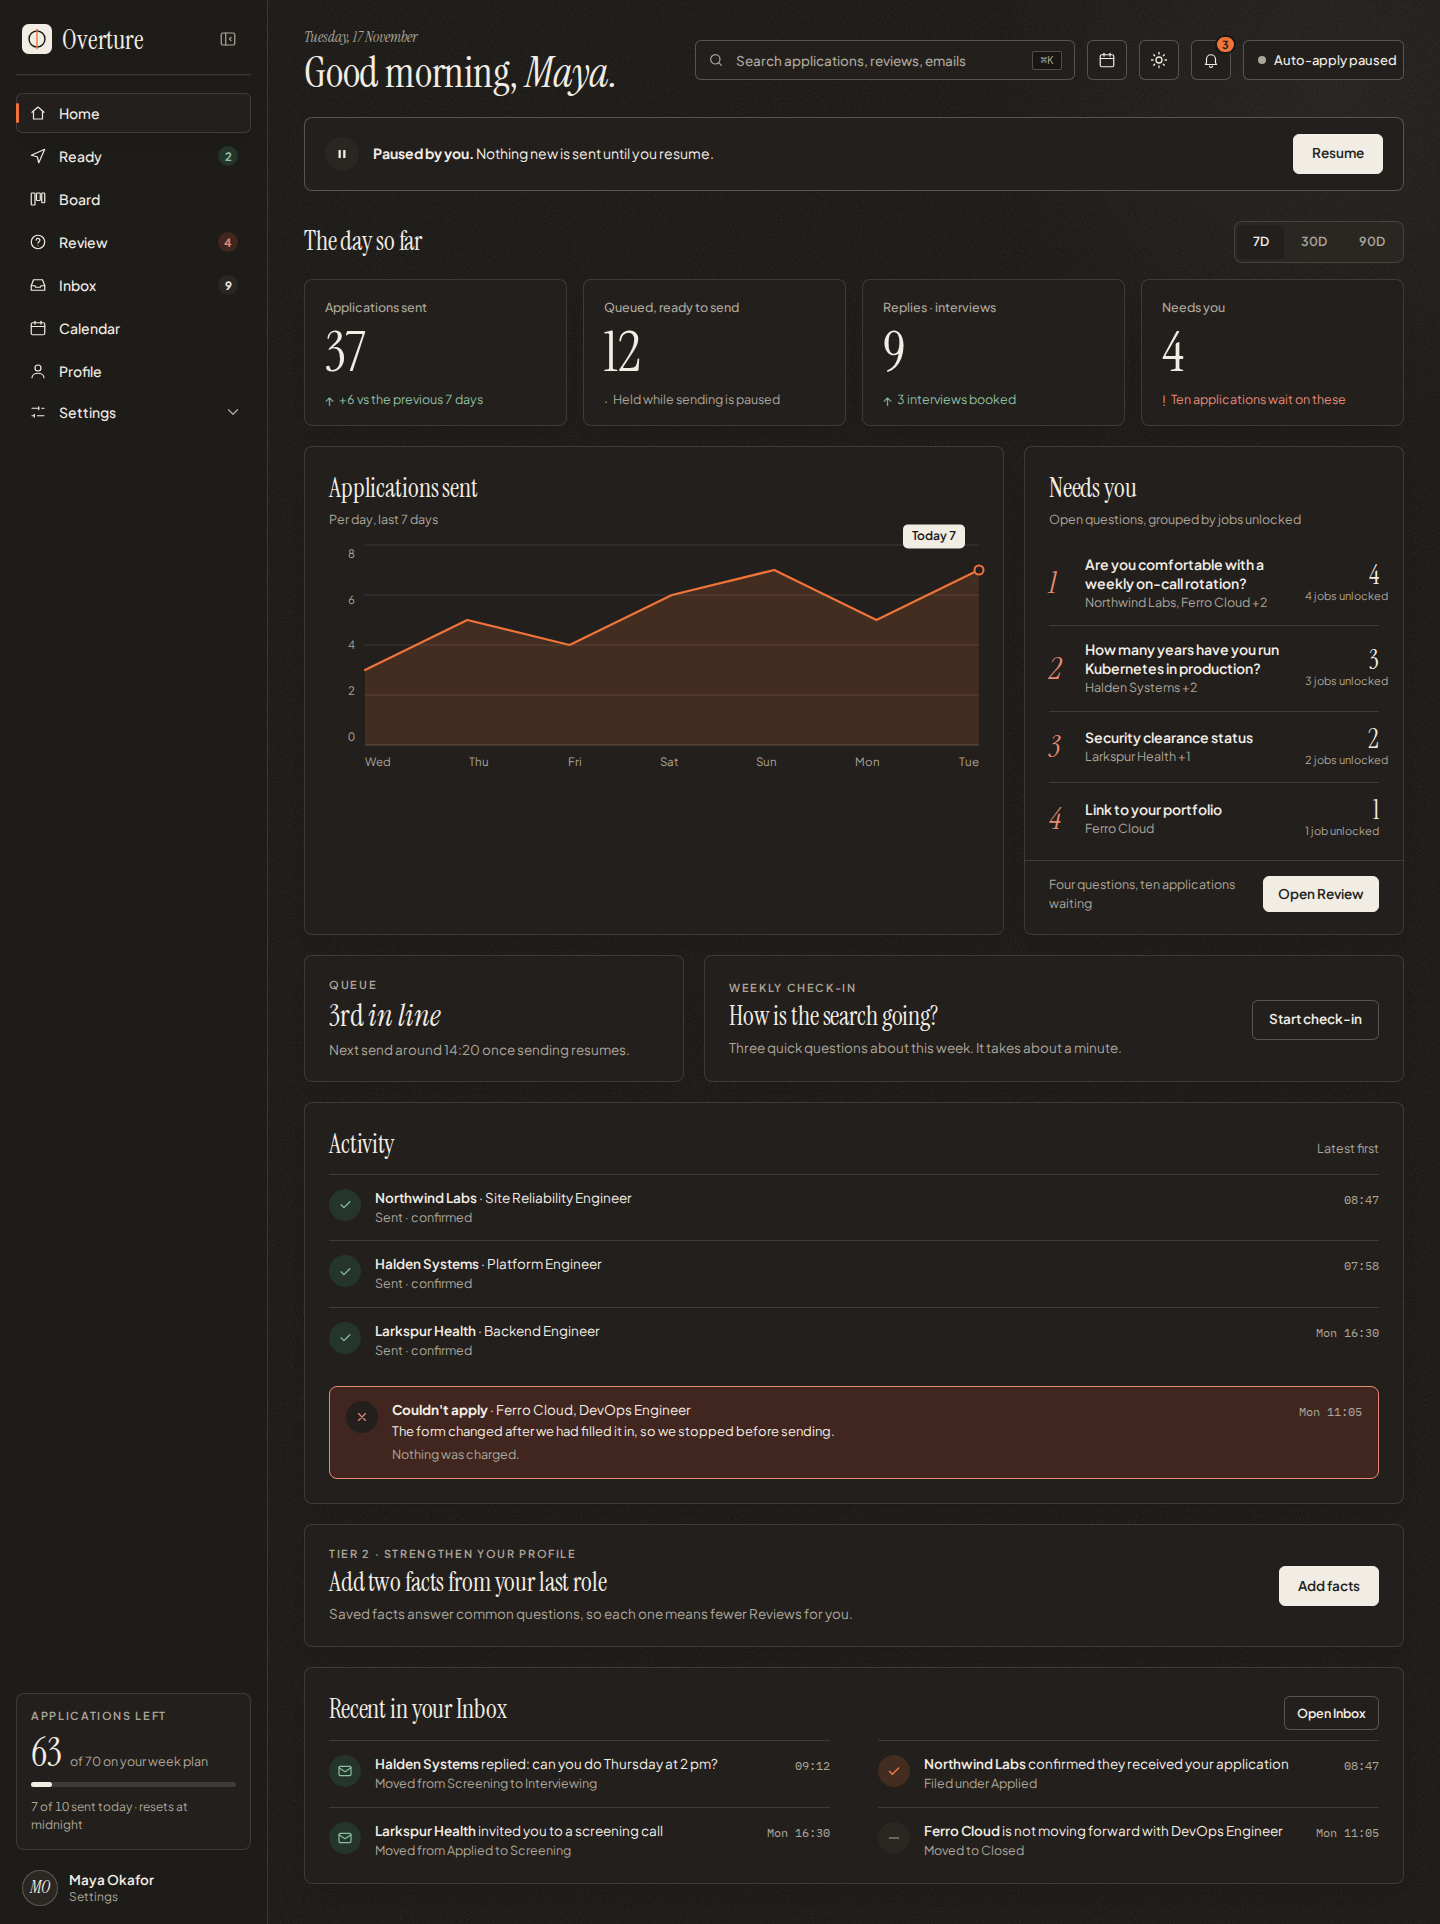 Overture
Home
Ready 2
Board
Review 4
Inbox 9
Calendar
Profile
Settings
APPLICATIONS LEFT
63 of 70 on your week plan
7 of 10 sent today · resets at
midnight
MO
Maya Okafor
Settings
Tuesday, 17 November
Good morning, Maya.
Search applications, reviews, emails ⌘K
3
Auto-apply paused
Paused by you. Nothing new is sent until you resume.
Resume
The day so far
7D 30D 90D
Applications sent
37
↑ +6 vs the previous 7 days
Queued, ready to send
12
· Held while sending is paused
Replies · interviews
9
↑ 3 interviews booked
Needs you
4
! Ten applications wait on these
Applications sent
Per day, last 7 days
Today 7
8
6
4
2
0
Wed Thu Fri Sat Sun Mon Tue
Needs you
Open questions, grouped by jobs unlocked
1
Are you comfortable with a
weekly on-call rotation?
Northwind Labs, Ferro Cloud +2
4
4 jobs unlocked
2
How many years have you run
Kubernetes in production?
Halden Systems +2
3
3 jobs unlocked
3
Security clearance status
Larkspur Health +1
2
2 jobs unlocked
4
Link to your portfolio
Ferro Cloud
1
1 job unlocked
Four questions, ten applications
waiting
Open Review
QUEUE
3rd in line
Next send around 14:20 once sending resumes.
WEEKLY CHECK-IN
How is the search going?
Three quick questions about this week. It takes about a minute.
Start check-in
Activity
Latest first
Northwind Labs · Site Reliability Engineer 08:47
Sent · confirmed
Halden Systems · Platform Engineer 07:58
Sent · confirmed
Larkspur Health · Backend Engineer Mon 16:30
Sent · confirmed
Couldn't apply · Ferro Cloud, DevOps Engineer Mon 11:05
The form changed after we had filled it in, so we stopped before sending.
Nothing was charged.
TIER 2 · STRENGTHEN YOUR PROFILE
Add two facts from your last role
Saved facts answer common questions, so each one means fewer Reviews for you.
Add facts
Recent in your Inbox
Open Inbox
Halden Systems replied: can you do Thursday at 2 pm? 09:12
Moved from Screening to Interviewing
Northwind Labs confirmed they received your application 08:47
Filed under Applied
Larkspur Health invited you to a screening call Mon 16:30
Moved from Applied to Screening
Ferro Cloud is not moving forward with DevOps Engineer Mon 11:05
Moved to Closed